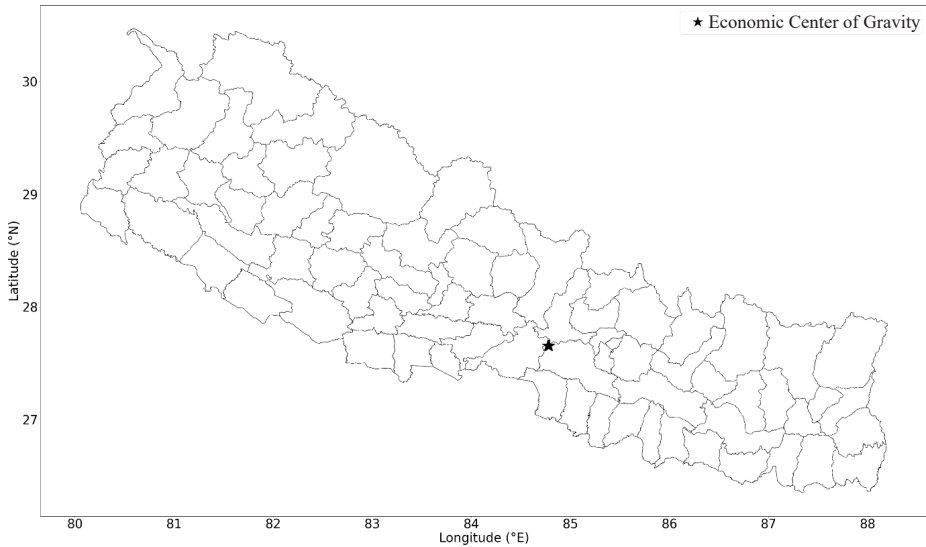 ★ Economic Center of Gravity
30
29
28
27
Latitude (°N)
80 81 82 83 84 85 86 87 88
Longitude (°E)